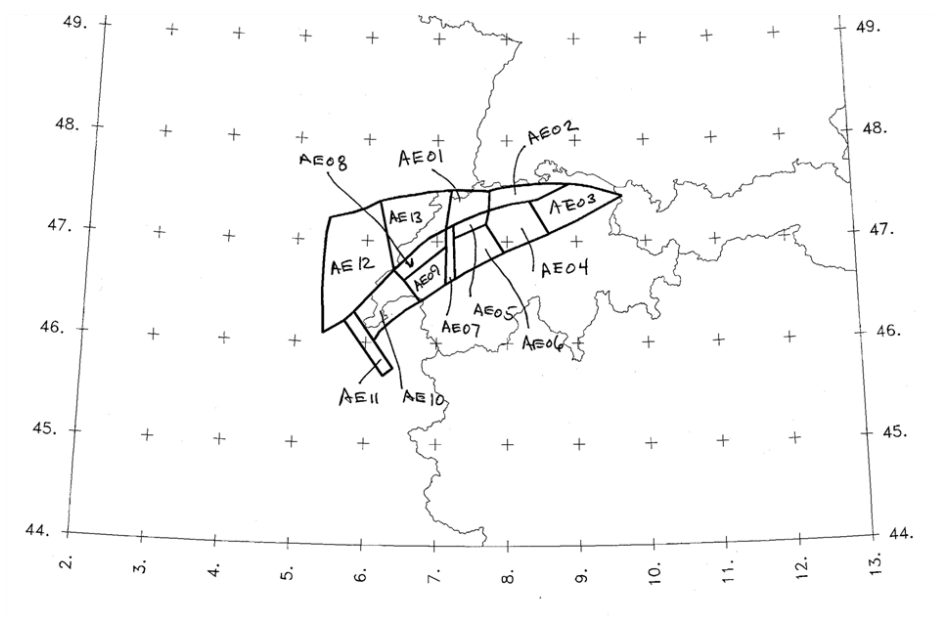 49. 49.
48. 48.
AE08 AE01 AE02
47. AE13 AE03 47.
AE12 AE09 AE04
AE05
46. AE07 AE06 46.
AE11 AE10
45. 45.
44. 44.
2. 3. 4. 5. 6. 7. 8. 9. 10. 11. 12. 13.